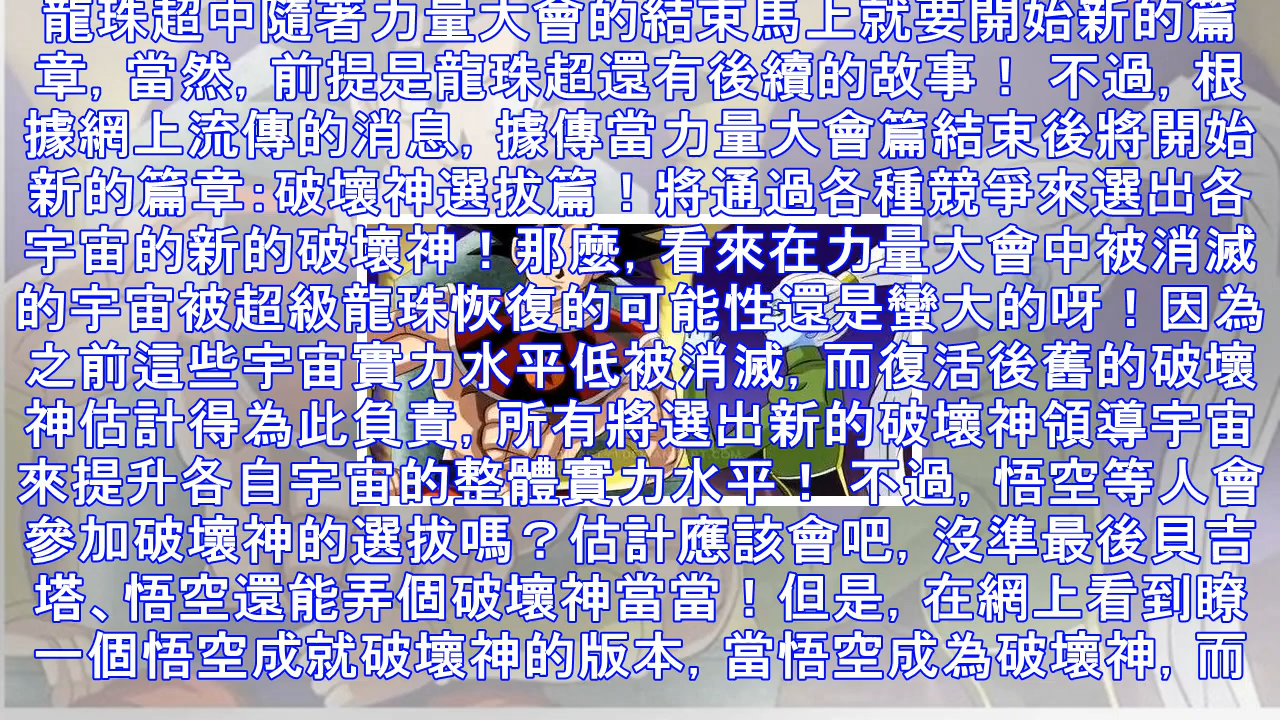 龍珠超中隨著力量大會的結束馬上就要開始新的篇
章, 當然, 前提是龍珠超還有後續的故事！ 不過, 根
據網上流傳的消息, 據傳當力量大會篇結束後將開始
新的篇章:破壞神選拔篇！將通過各種競爭來選出各
宇宙的新的破壞神！那麼, 看來在力量大會中被消滅
的宇宙被超級龍珠恢復的可能性還是蠻大的呀！因為
之前這些宇宙實力水平低被消滅, 而復活後舊的破壞
神估計得為此負責, 所有將選出新的破壞神領導宇宙
來提升各自宇宙的整體實力水平！ 不過, 悟空等人會
參加破壞神的選拔嗎？估計應該會吧, 沒準最後貝吉
塔、悟空還能弄個破壞神當當！但是, 在網上看到瞭
一個悟空成就破壞神的版本, 當悟空成為破壞神, 而